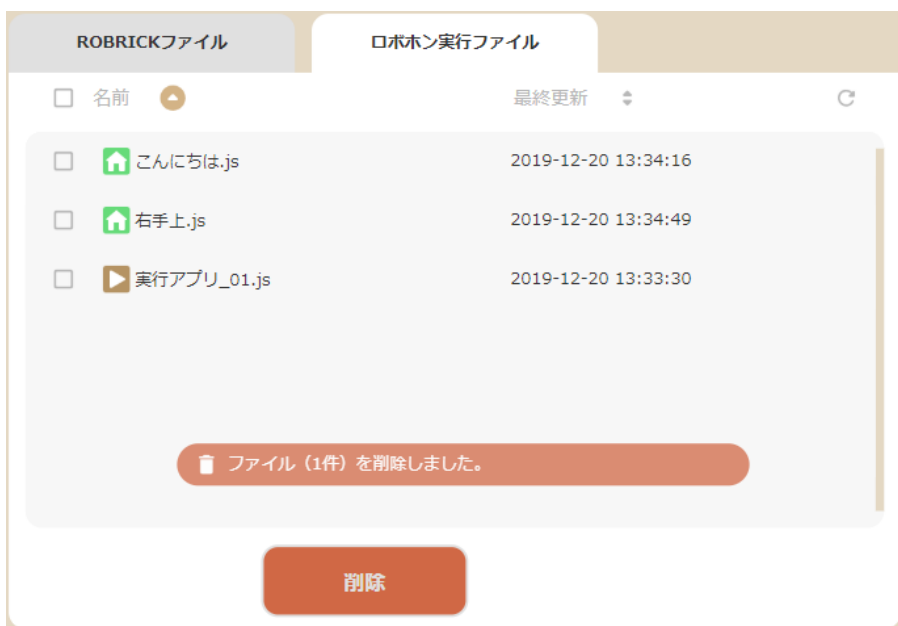 ROBRICKファイル
ロボホン実行ファイル
名前
最終更新
こんにちは.js 2019-12-20 13:34:16
右手上.js 2019-12-20 13:34:49
実行アプリ_01.js 2019-12-20 13:33:30
ファイル（1件）を削除しました。
削除